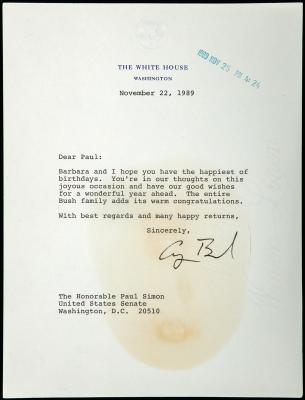 THE WHITE HOUSE
WASHINGTON
1989 NOV 25 PM 4:24
November 22, 1989
Dear Paul:
Barbara and I hope you have the happiest of
birthdays. You're in our thoughts on this
joyous occasion and have our good wishes
for a wonderful year ahead. The entire
Bush family adds its warm congratulations.
With best regards and many happy returns,
Sincerely,
The Honorable Paul Simon
United States Senate
Washington, D.C. 20510